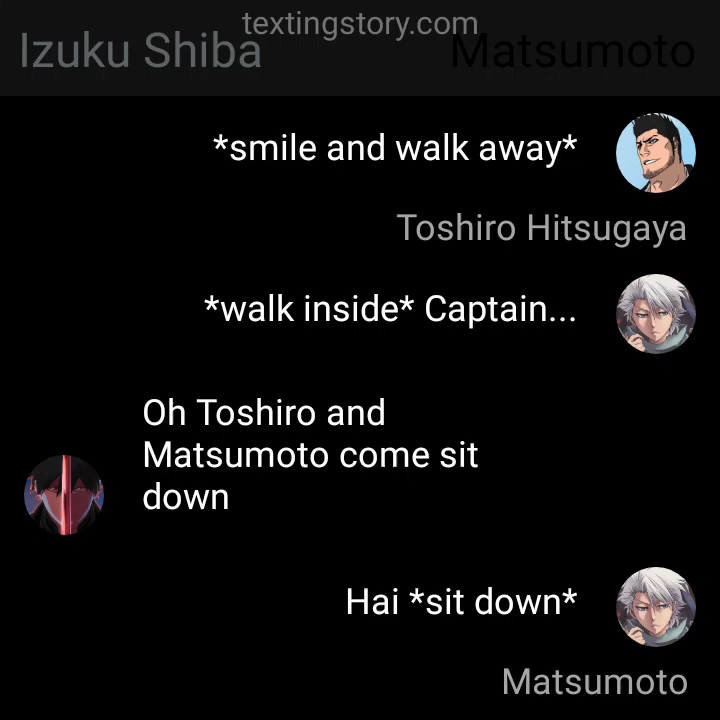 textingstory.com
Izuku Shiba
Matsumoto
*smile and walk away*
Toshiro Hitsugaya
*walk inside* Captain...
Oh Toshiro and
Matsumoto come sit
down
Hai *sit down*
Matsumoto